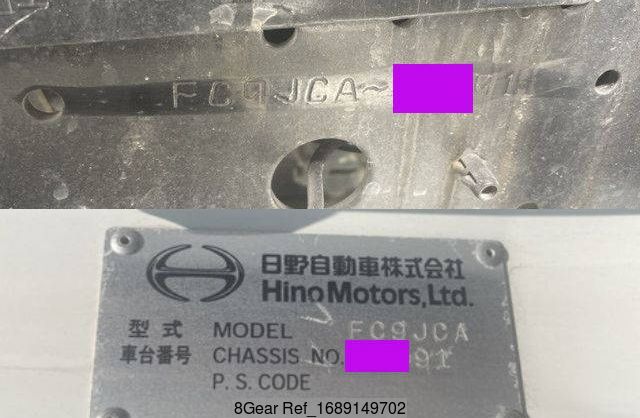 FC9JCA~
日野自動車株式会社
Hino Motors, Ltd.
型式 MODEL FC9JCA
車台番号 CHASSIS NO. 91
P. S. CODE
8Gear Ref_1689149702